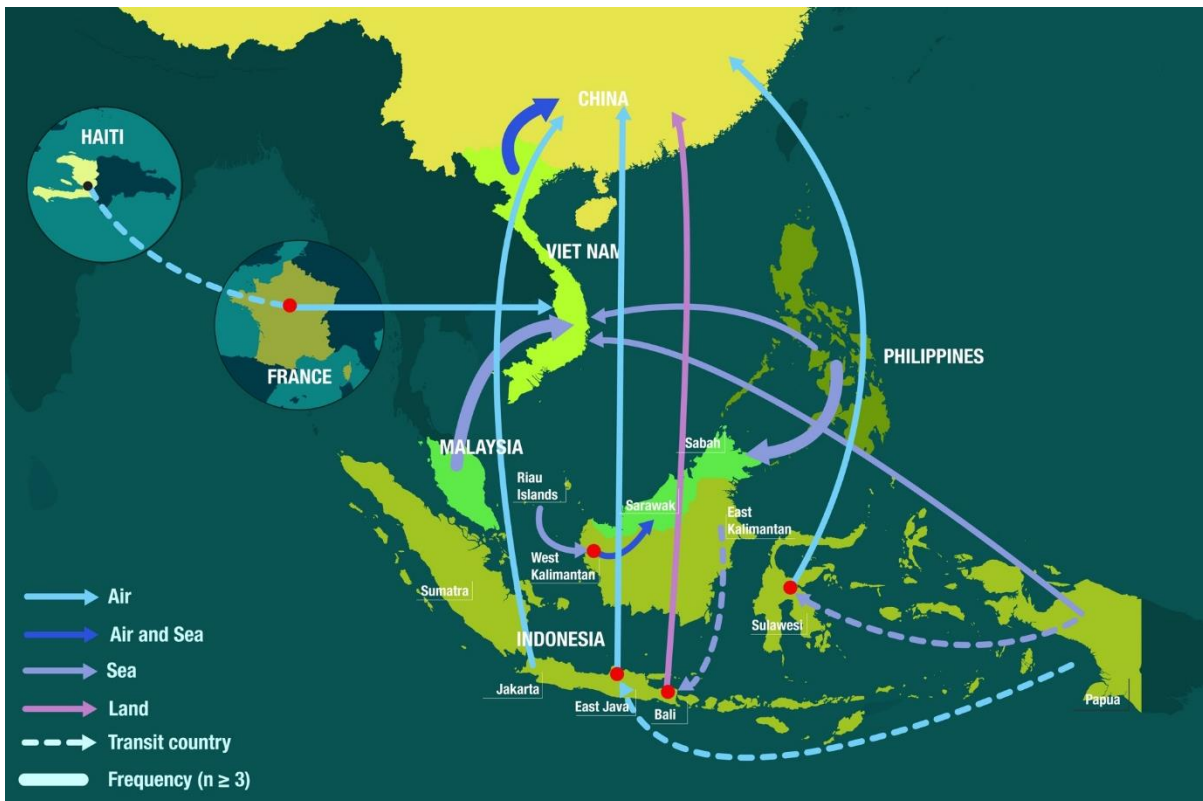 CHINA
HAITI
VIET NAM
FRANCE
PHILIPPINES
MALAYSIA
Sabah
Riau
Islands
Sarawak
East
Kalimantan
West
Kalimantan
Sumatra
Sulawesi
INDONESIA
Jakarta
East Java
Bali
Papua
Air
Air and Sea
Sea
Land
Transit country
Frequency (n ≥ 3)